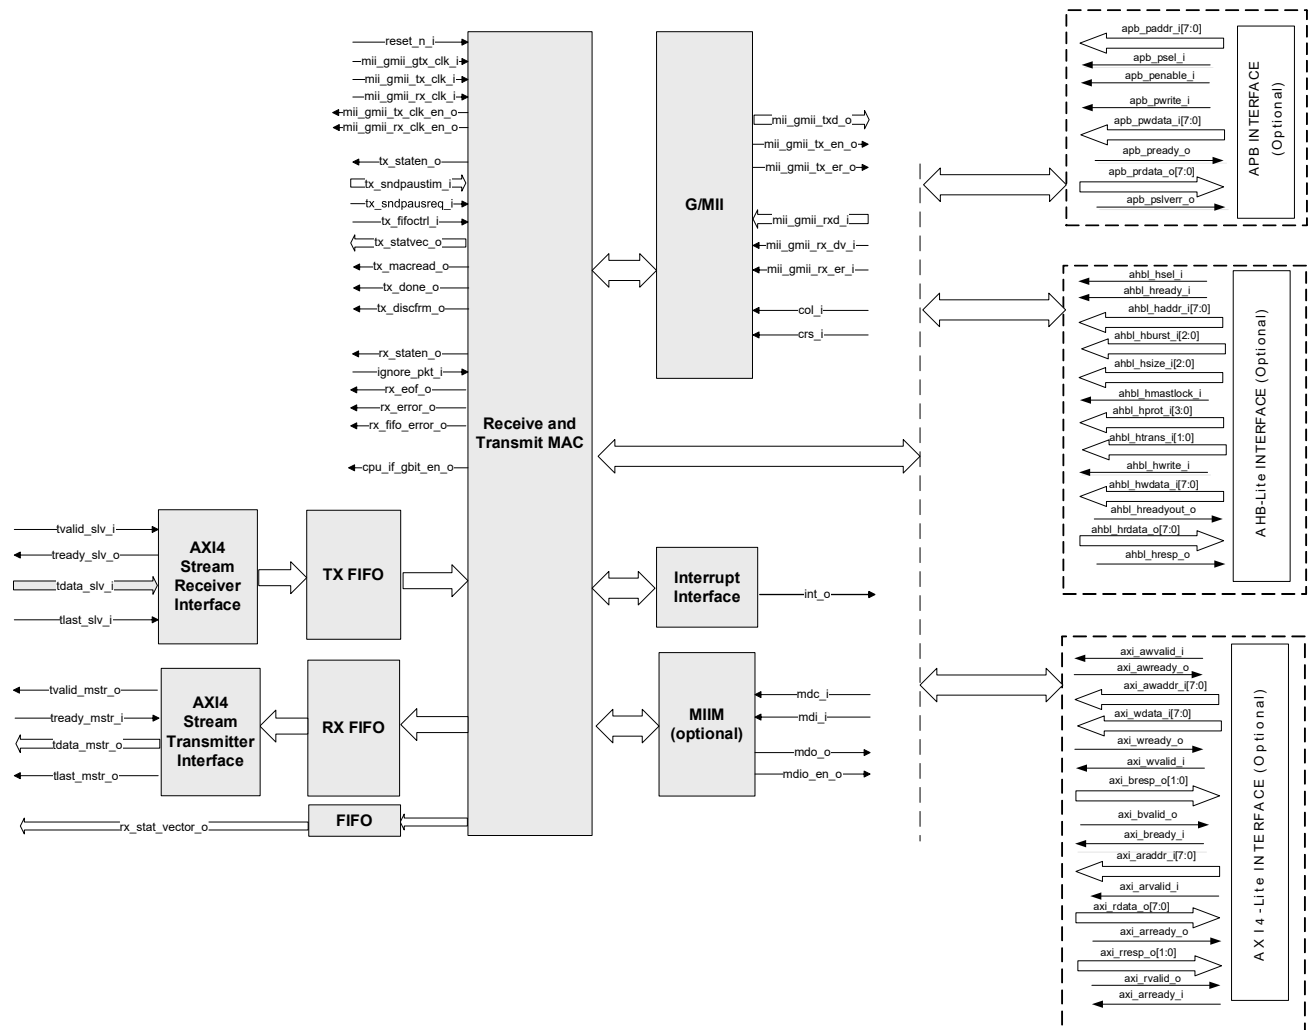 reset_n_i
mii_gmii_gtx_clk_i
mii_gmii_tx_clk_i
mii_gmii_rx_clk_i
mii_gmii_tx_clk_en_o
mii_gmii_rx_clk_en_o
tx_staten_o
tx_sndpaustim_i
tx_sndpausreq_i
tx_fifoctrl_i
tx_statvec_o
tx_macread_o
tx_done_o
tx_discfrm_o
rx_staten_o
ignore_pkt_i
rx_eof_o
rx_error_o
rx_fifo_error_o
cpu_if_gbit_en_o
Receive and
Transmit MAC
tvalid_slv_i
tready_slv_o
tdata_slv_i
tlast_slv_i
AXI4
Stream
Receiver
Interface
TX FIFO
tvalid_mstr_o
tready_mstr_i
tdata_mstr_o
tlast_mstr_o
AXI4
Stream
Transmitter
Interface
RX FIFO
rx_stat_vector_o
FIFO
G/MII
mii_gmii_txd_o
mii_gmii_tx_en_o
mii_gmii_tx_er_o
mii_gmii_rxd_i
mii_gmii_rx_dv_i
mii_gmii_rx_er_i
col_i
crs_i
Interrupt
Interface
int_o
MIIM
(optional)
mdc_i
mdi_i
mdo_o
mdio_en_o
apb_paddr_i[7:0]
apb_psel_i
apb_penable_i
apb_pwrite_i
apb_pwdata_i[7:0]
apb_pready_o
apb_prdata_o[7:0]
apb_pslverr_o
APB INTERFACE
(Optional)
ahbl_hsel_i
ahbl_hready_i
ahbl_haddr_i[7:0]
ahbl_hburst_i[2:0]
ahbl_hsize_i[2:0]
ahbl_hmastlock_i
ahbl_hprot_i[3:0]
ahbl_htrans_i[1:0]
ahbl_hwrite_i
ahbl_hwdata_i[7:0]
ahbl_hreadyout_o
ahbl_hrdata_o[7:0]
ahbl_hresp_o
AHB-Lite INTERFACE (Optional)
axi_awvalid_i
axi_awready_o
axi_awaddr_i[7:0]
axi_wdata_i[7:0]
axi_wready_o
axi_wvalid_i
axi_bresp_o[1:0]
axi_bvalid_o
axi_bready_i
axi_araddr_i[7:0]
axi_arvalid_i
axi_rdata_o[7:0]
axi_arready_o
axi_rresp_o[1:0]
axi_rvalid_o
axi_arready_i
AXI4-Lite INTERFACE (Optional)